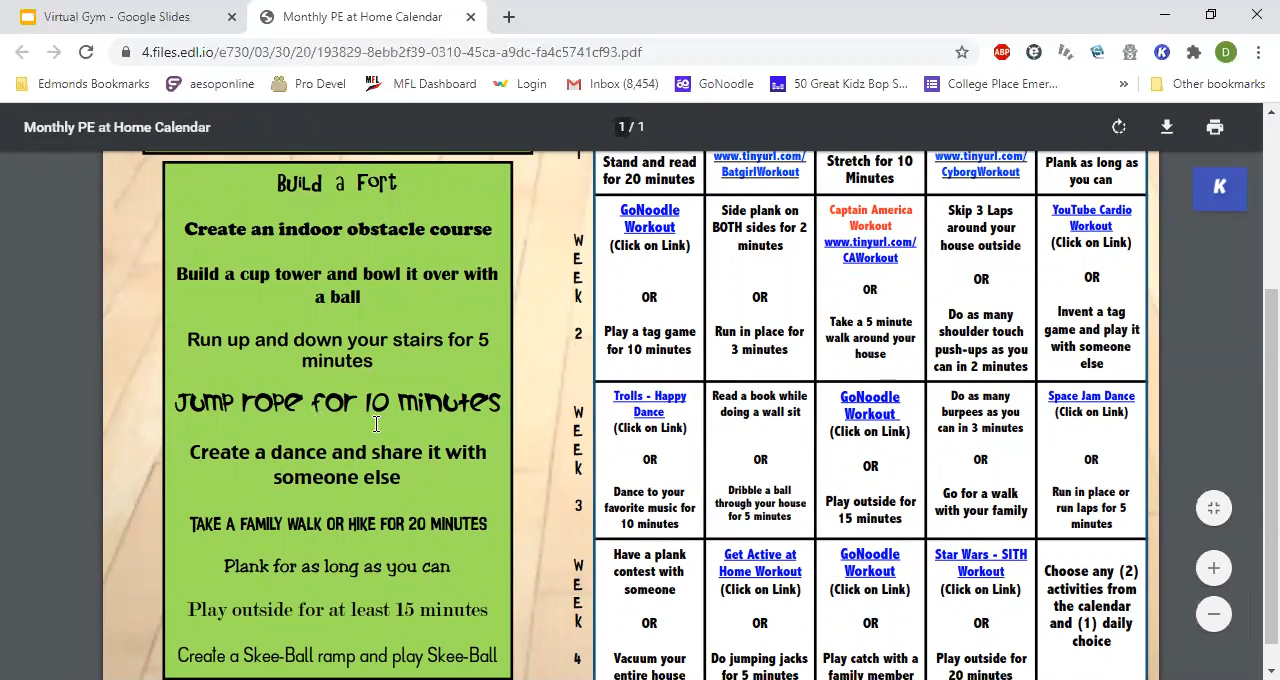 Virtual Gym - Google Slides
Monthly PE at Home Calendar
4.files.edl.io/e730/03/30/20/193829-8ebb2f39-0310-45ca-a9dc-fa4c5741cf93.pdf
ABP
K
D
Edmonds Bookmarks
aesoponline
Pro Devel
MFL
MFL Dashboard
Login
Inbox (8,454)
GoNoodle
50 Great Kidz Bop S...
College Place Emer...
»
Other bookmarks
Monthly PE at Home Calendar
1 / 1
K
Build a Fort
Create an indoor obstacle course
Build a cup tower and bowl it over with
a ball
Run up and down your stairs for 5
minutes
Jump rope for 10 minutes
Create a dance and share it with
someone else
TAKE A FAMILY WALK OR HIKE FOR 20 MINUTES
Plank for as long as you can
Play outside for at least 15 minutes
Create a Skee-Ball ramp and play Skee-Ball
1
Stand and read
for 20 minutes
www.tinyurl.com/
BatgirlWorkout
Stretch for 10
Minutes
www.tinyurl.com/
CyborgWorkout
Plank as long as
you can
W
E
E
K
2
GoNoodle
Workout
(Click on Link)
OR
Play a tag game
for 10 minutes
Side plank on
BOTH sides for 2
minutes
OR
Run in place for
3 minutes
Captain America
Workout
www.tinyurl.com/
CAWorkout
OR
Take a 5 minute
walk around your
house
Skip 3 Laps
around your
house outside
OR
Do as many
shoulder touch
push-ups as you
can in 2 minutes
YouTube Cardio
Workout
(Click on Link)
OR
Invent a tag
game and play it
with someone
else
W
E
E
K
3
Trolls - Happy
Dance
(Click on Link)
OR
Dance to your
favorite music for
10 minutes
Read a book while
doing a wall sit
OR
Dribble a ball
through your house
for 5 minutes
GoNoodle
Workout
(Click on Link)
OR
Play outside for
15 minutes
Do as many
burpees as you
can in 3 minutes
OR
Go for a walk
with your family
Space Jam Dance
(Click on Link)
OR
Run in place or
run laps for 5
minutes
W
E
E
K
4
Have a plank
contest with
someone
OR
Vacuum your
entire house
Get Active at
Home Workout
(Click on Link)
OR
Do jumping jacks
for 5 minutes
GoNoodle
Workout
(Click on Link)
OR
Play catch with a
family member
Star Wars - SITH
Workout
(Click on Link)
OR
Play outside for
20 minutes
Choose any (2)
activities from
the calendar
and (1) daily
choice